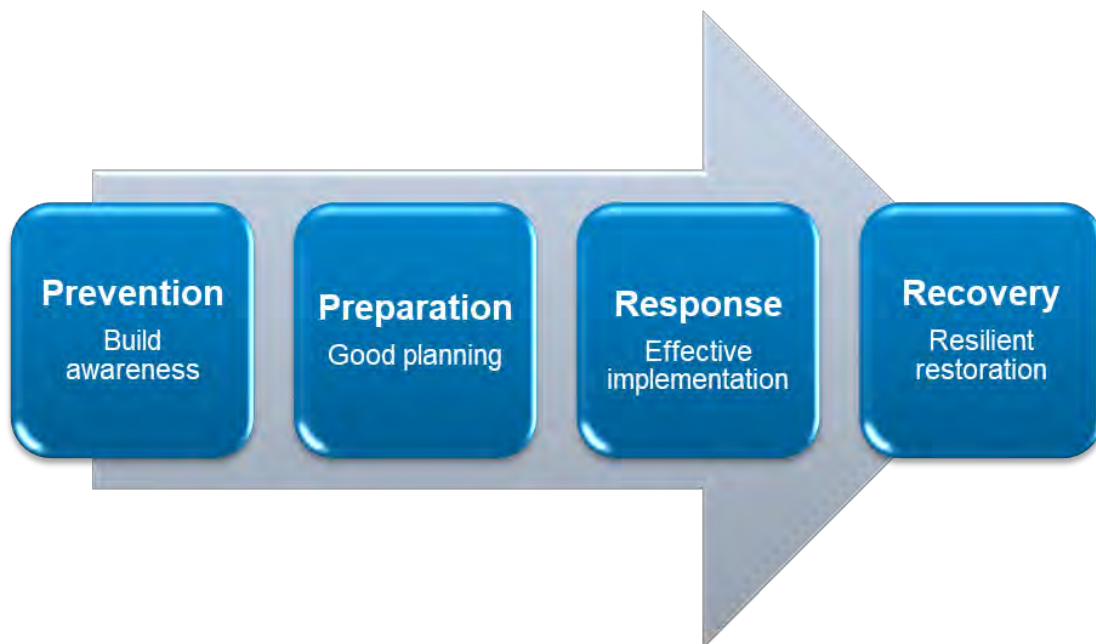 Prevention
Build
awareness
Preparation
Good planning
Response
Effective
implementation
Recovery
Resilient
restoration